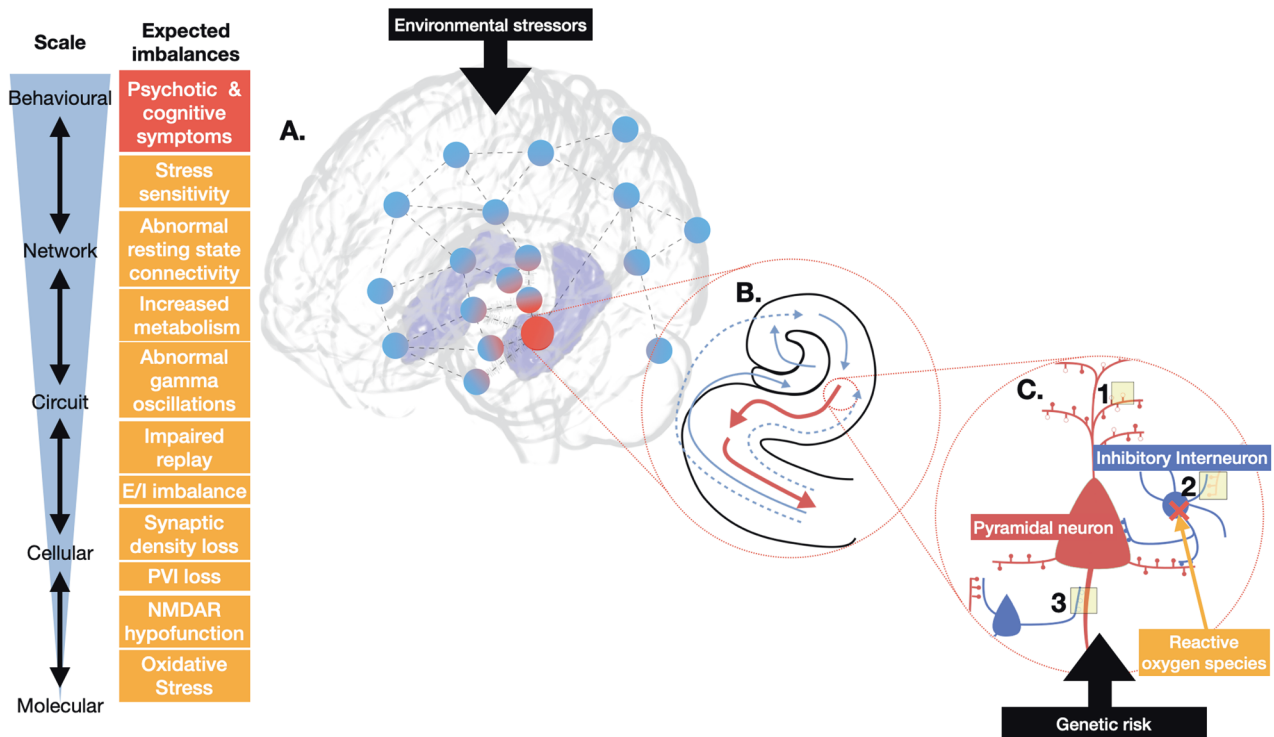 Scale
Behavioural
Network
Circuit
Cellular
Molecular
Expected
imbalances
Psychotic &
cognitive
symptoms
Stress
sensitivity
Abnormal
resting state
connectivity
Increased
metabolism
Abnormal
gamma
oscillations
Impaired
replay
E/I imbalance
Synaptic
density loss
PVI loss
NMDAR
hypofunction
Oxidative
Stress
Environmental stressors
A.
B.
C.
1
Inhibitory Interneuron
2
Pyramidal neuron
3
Reactive
oxygen species
Genetic risk